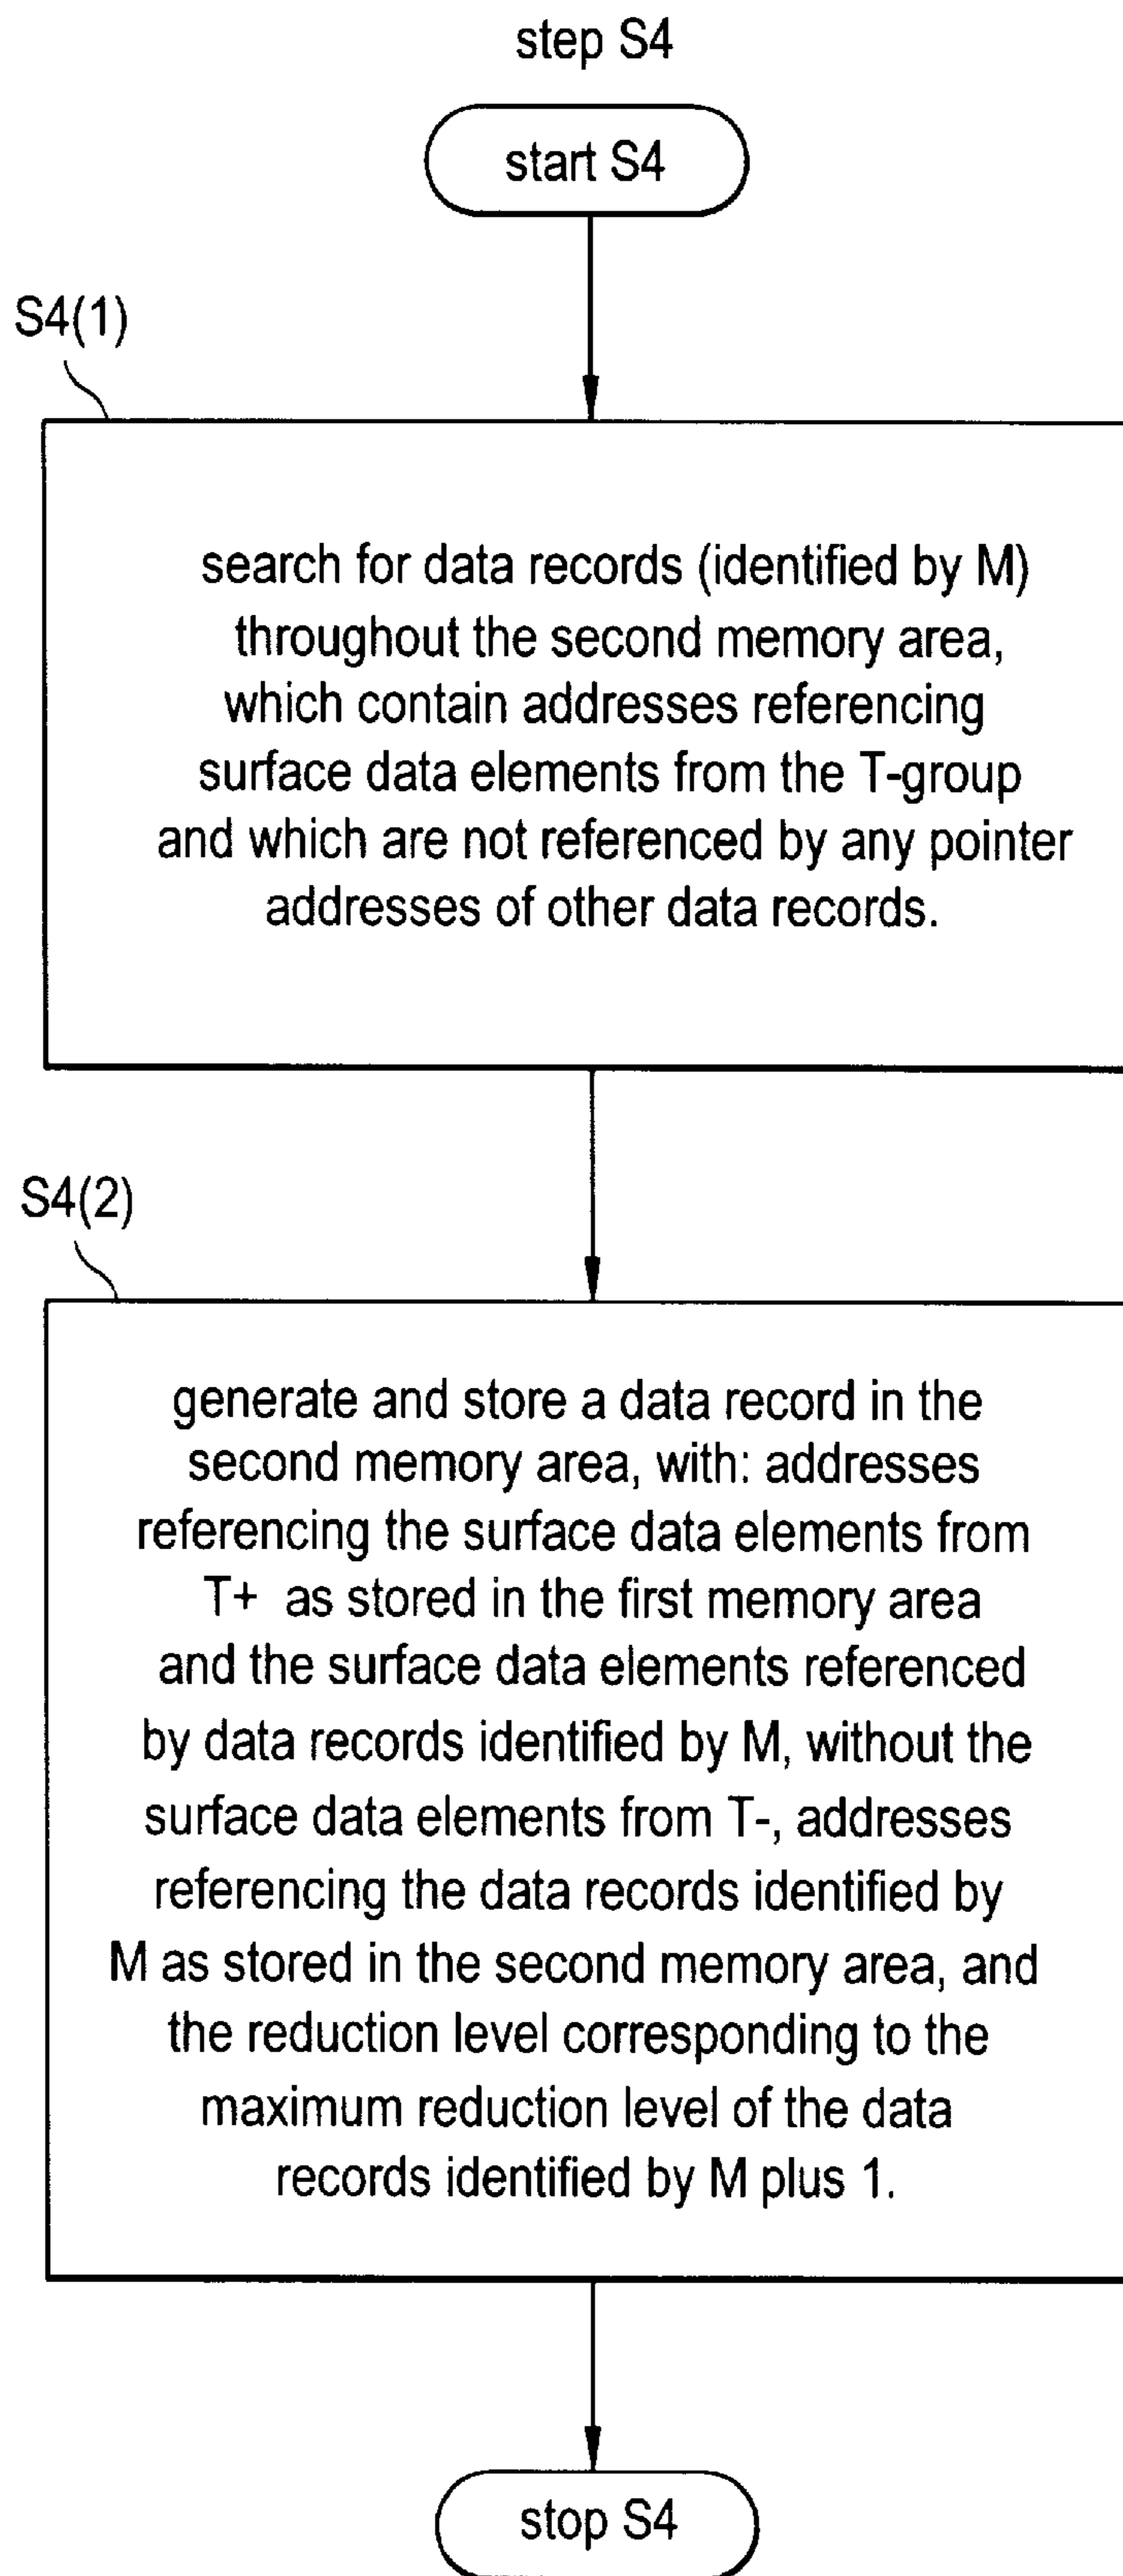 step S4
start S4
S4(1)
search for data records (identified by M)
throughout the second memory area,
which contain addresses referencing
surface data elements from the T-group
and which are not referenced by any pointer
addresses of other data records.
S4(2)
generate and store a data record in the
second memory area, with: addresses
referencing the surface data elements from
T+ as stored in the first memory area
and the surface data elements referenced
by data records identified by M, without the
surface data elements from T-, addresses
referencing the data records identified by
M as stored in the second memory area, and
the reduction level corresponding to the
maximum reduction level of the data
records identified by M plus 1.
stop S4